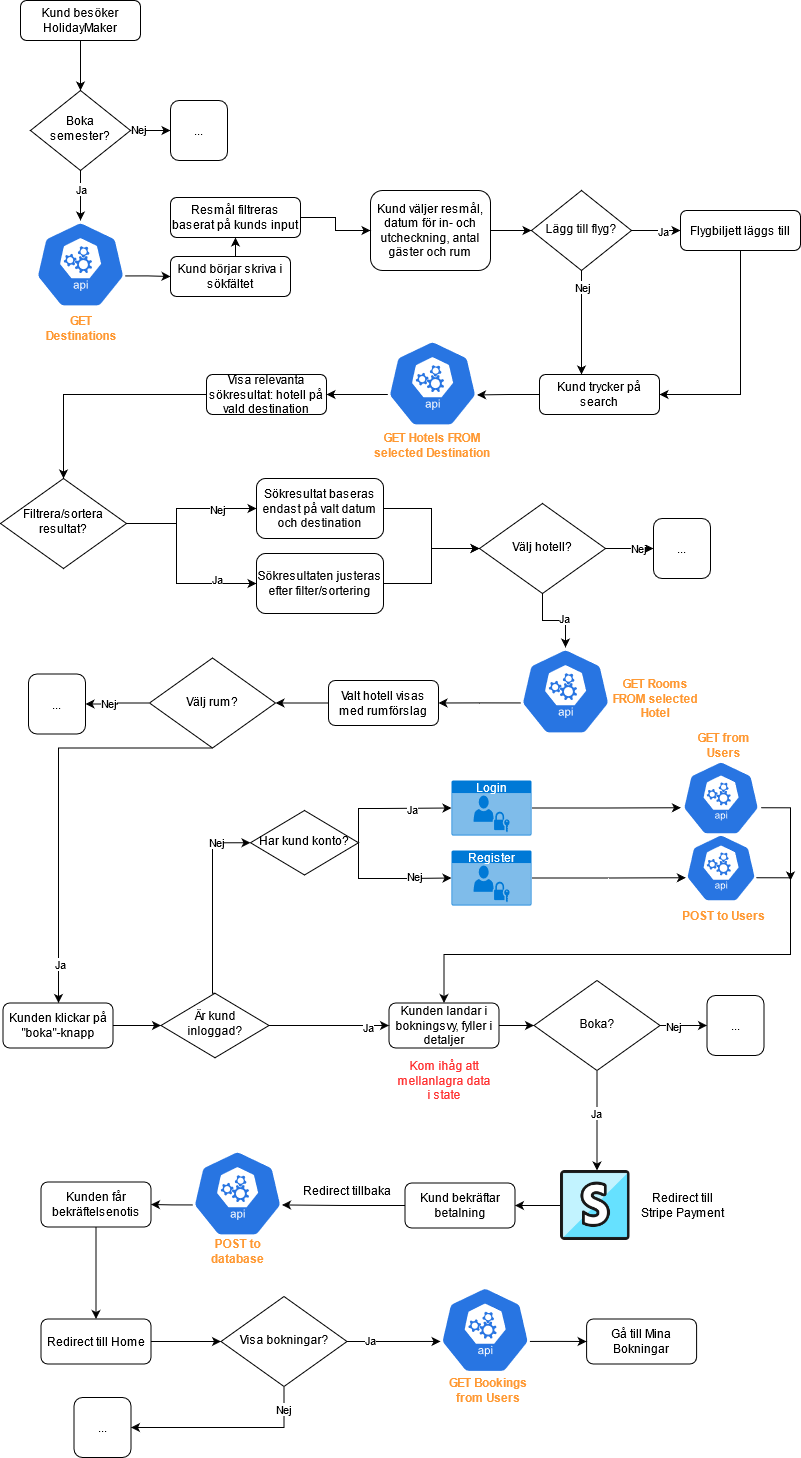 Kund besöker
HolidayMaker
Boka
semester?
Nej
...
Ja
api
GET
Destinations
Kund börjar skriva i
sökfältet
Resmål filtreras
baserat på kunds input
Kund väljer resmål,
datum för in- och
utcheckning, antal
gäster och rum
Lägg till flyg?
Ja
Flygbiljett läggs till
Nej
Kund trycker på
search
api
GET Hotels FROM
selected Destination
Visa relevanta
sökresultat: hotell på
vald destination
Filtrera/sortera
resultat?
Nej
Sökresultat baseras
endast på valt datum
och destination
Ja
Sökresultaten justeras
efter filter/sortering
Välj hotell?
Nej
...
Ja
api
GET Rooms
FROM selected
Hotel
Valt hotell visas
med rumförslag
Välj rum?
Nej
...
Ja
Kunden klickar på
"boka"-knapp
Är kund
inloggad?
Nej
Har kund konto?
Ja
Login
GET from
Users
api
Nej
Register
api
POST to Users
Ja
Kunden landar i
bokningsvy, fyller i
detaljer
Kom ihåg att
mellanlagra data
i state
Boka?
Nej
...
Ja
S
Redirect till
Stripe Payment
Kund bekräftar
betalning
Redirect tillbaka
api
POST to
database
Kunden får
bekräftelsenotis
Redirect till Home
Visa bokningar?
Ja
api
GET Bookings
from Users
Gå till Mina
Bokningar
Nej
...